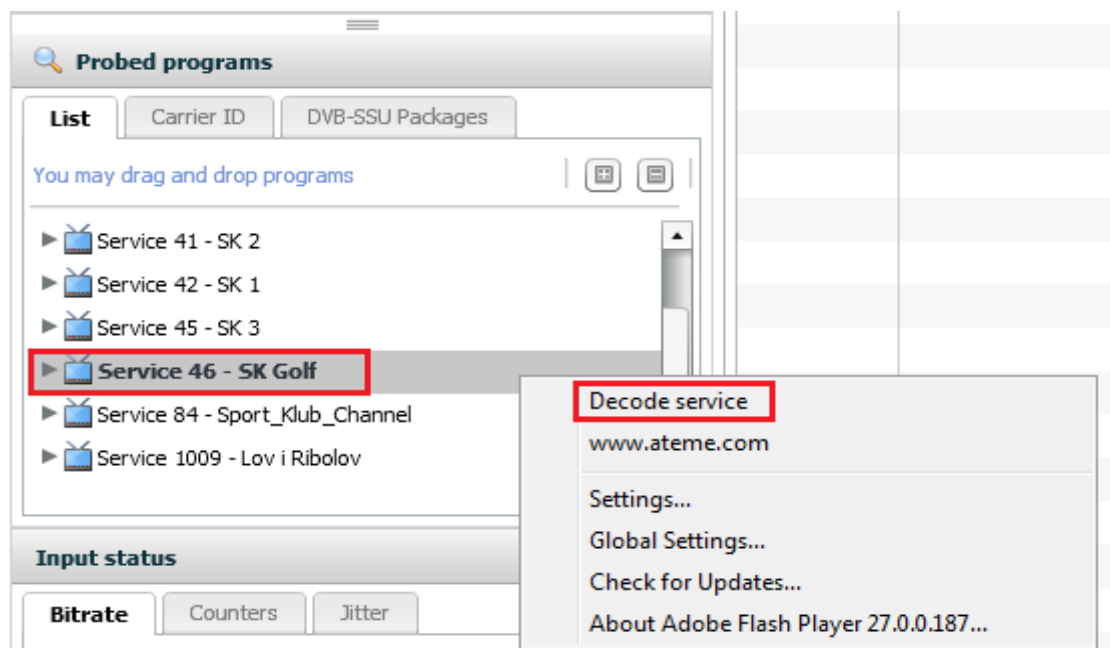 Probed programs
List Carrier ID DVB-SSU Packages
You may drag and drop programs
Service 41 - SK 2
Service 42 - SK 1
Service 45 - SK 3
Service 46 - SK Golf
Service 84 - Sport_Klub_Channel
Service 1009 - Lov i Ribolov
Decode service
www.ateme.com
Settings...
Global Settings...
Check for Updates...
About Adobe Flash Player 27.0.0.187...
Input status
Bitrate Counters Jitter